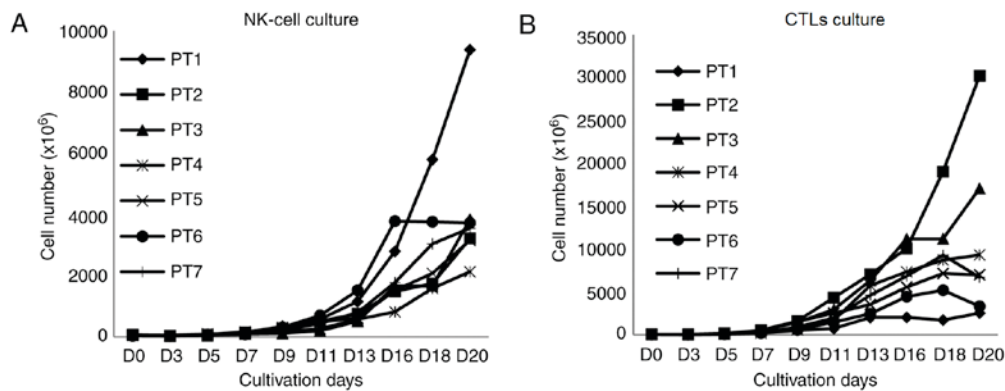 A
NK-cell culture
Cell number (x10⁶)
10000
8000
6000
4000
2000
0
PT1
PT2
PT3
PT4
PT5
PT6
PT7
D0 D3 D5 D7 D9 D11 D13 D16 D18 D20
Cultivation days
B
CTLs culture
Cell number (x10⁶)
35000
30000
25000
20000
15000
10000
5000
0
PT1
PT2
PT3
PT4
PT5
PT6
PT7
D0 D3 D5 D7 D9 D11 D13 D16 D18 D20
Cultivation days